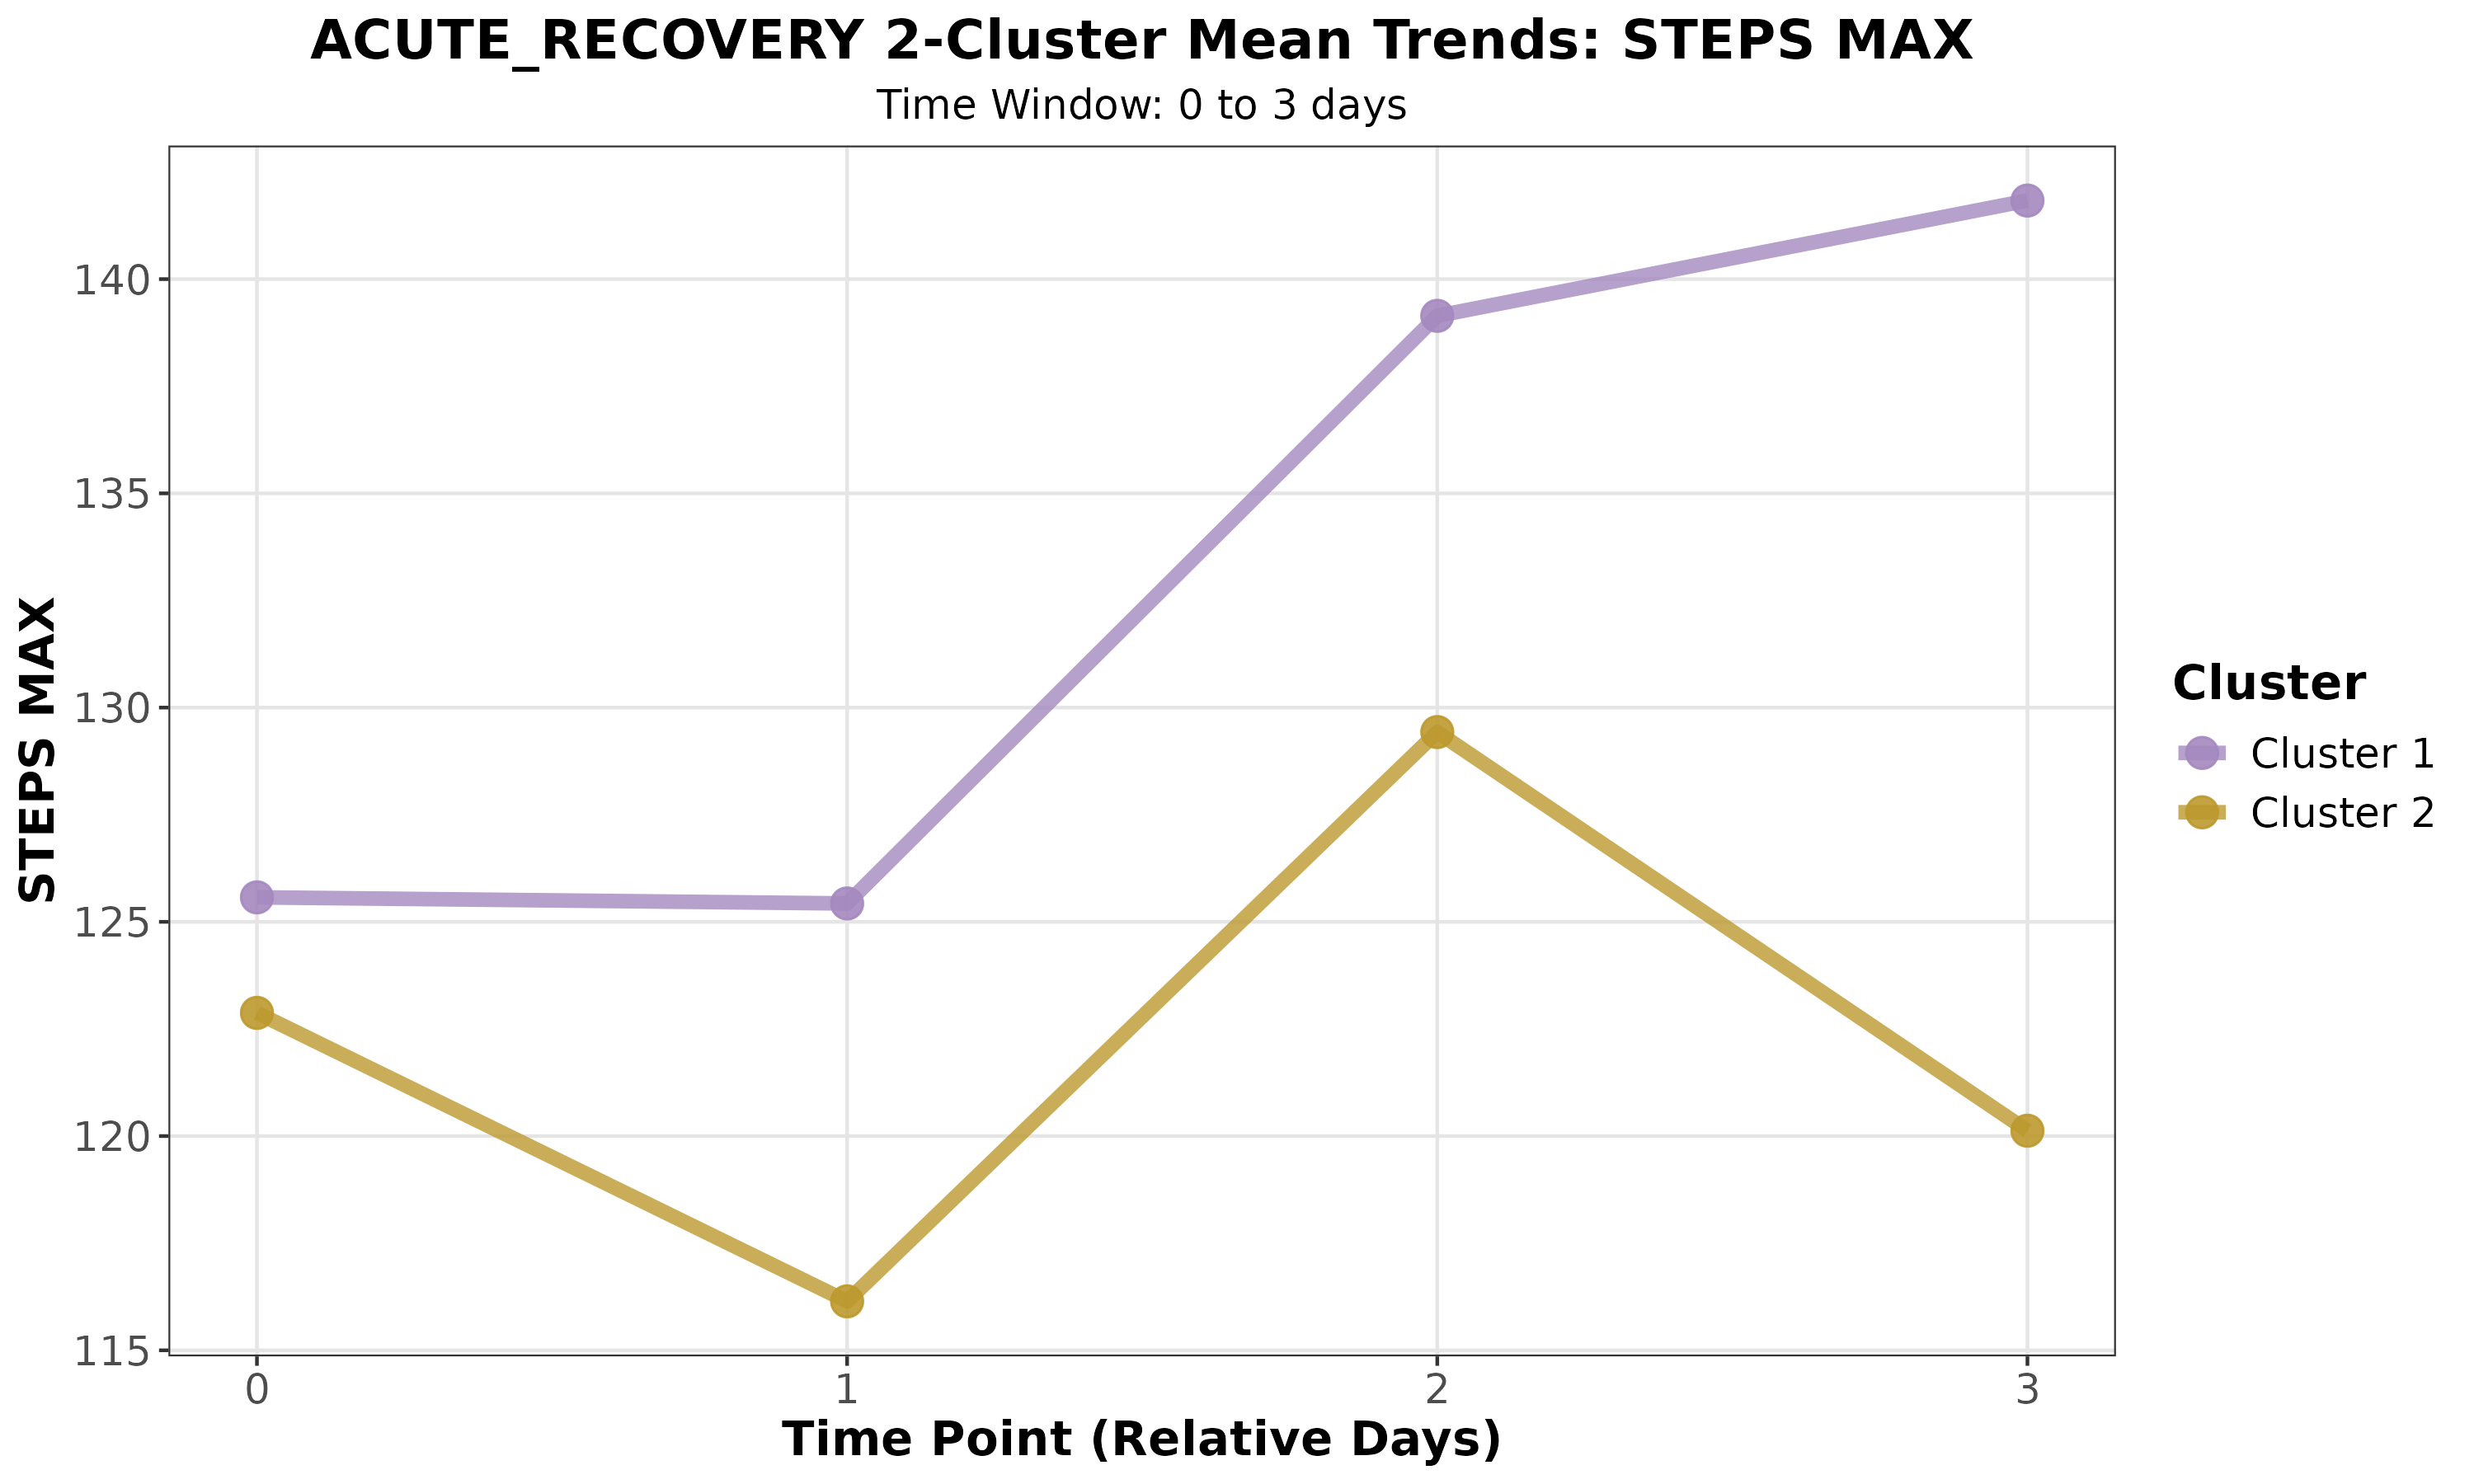 ACUTE_RECOVERY 2-Cluster Mean Trends: STEPS MAX
Time Window: 0 to 3 days
STEPS MAX
140
135
130
125
120
115
0 1 2 3
Time Point (Relative Days)
Cluster
Cluster 1
Cluster 2